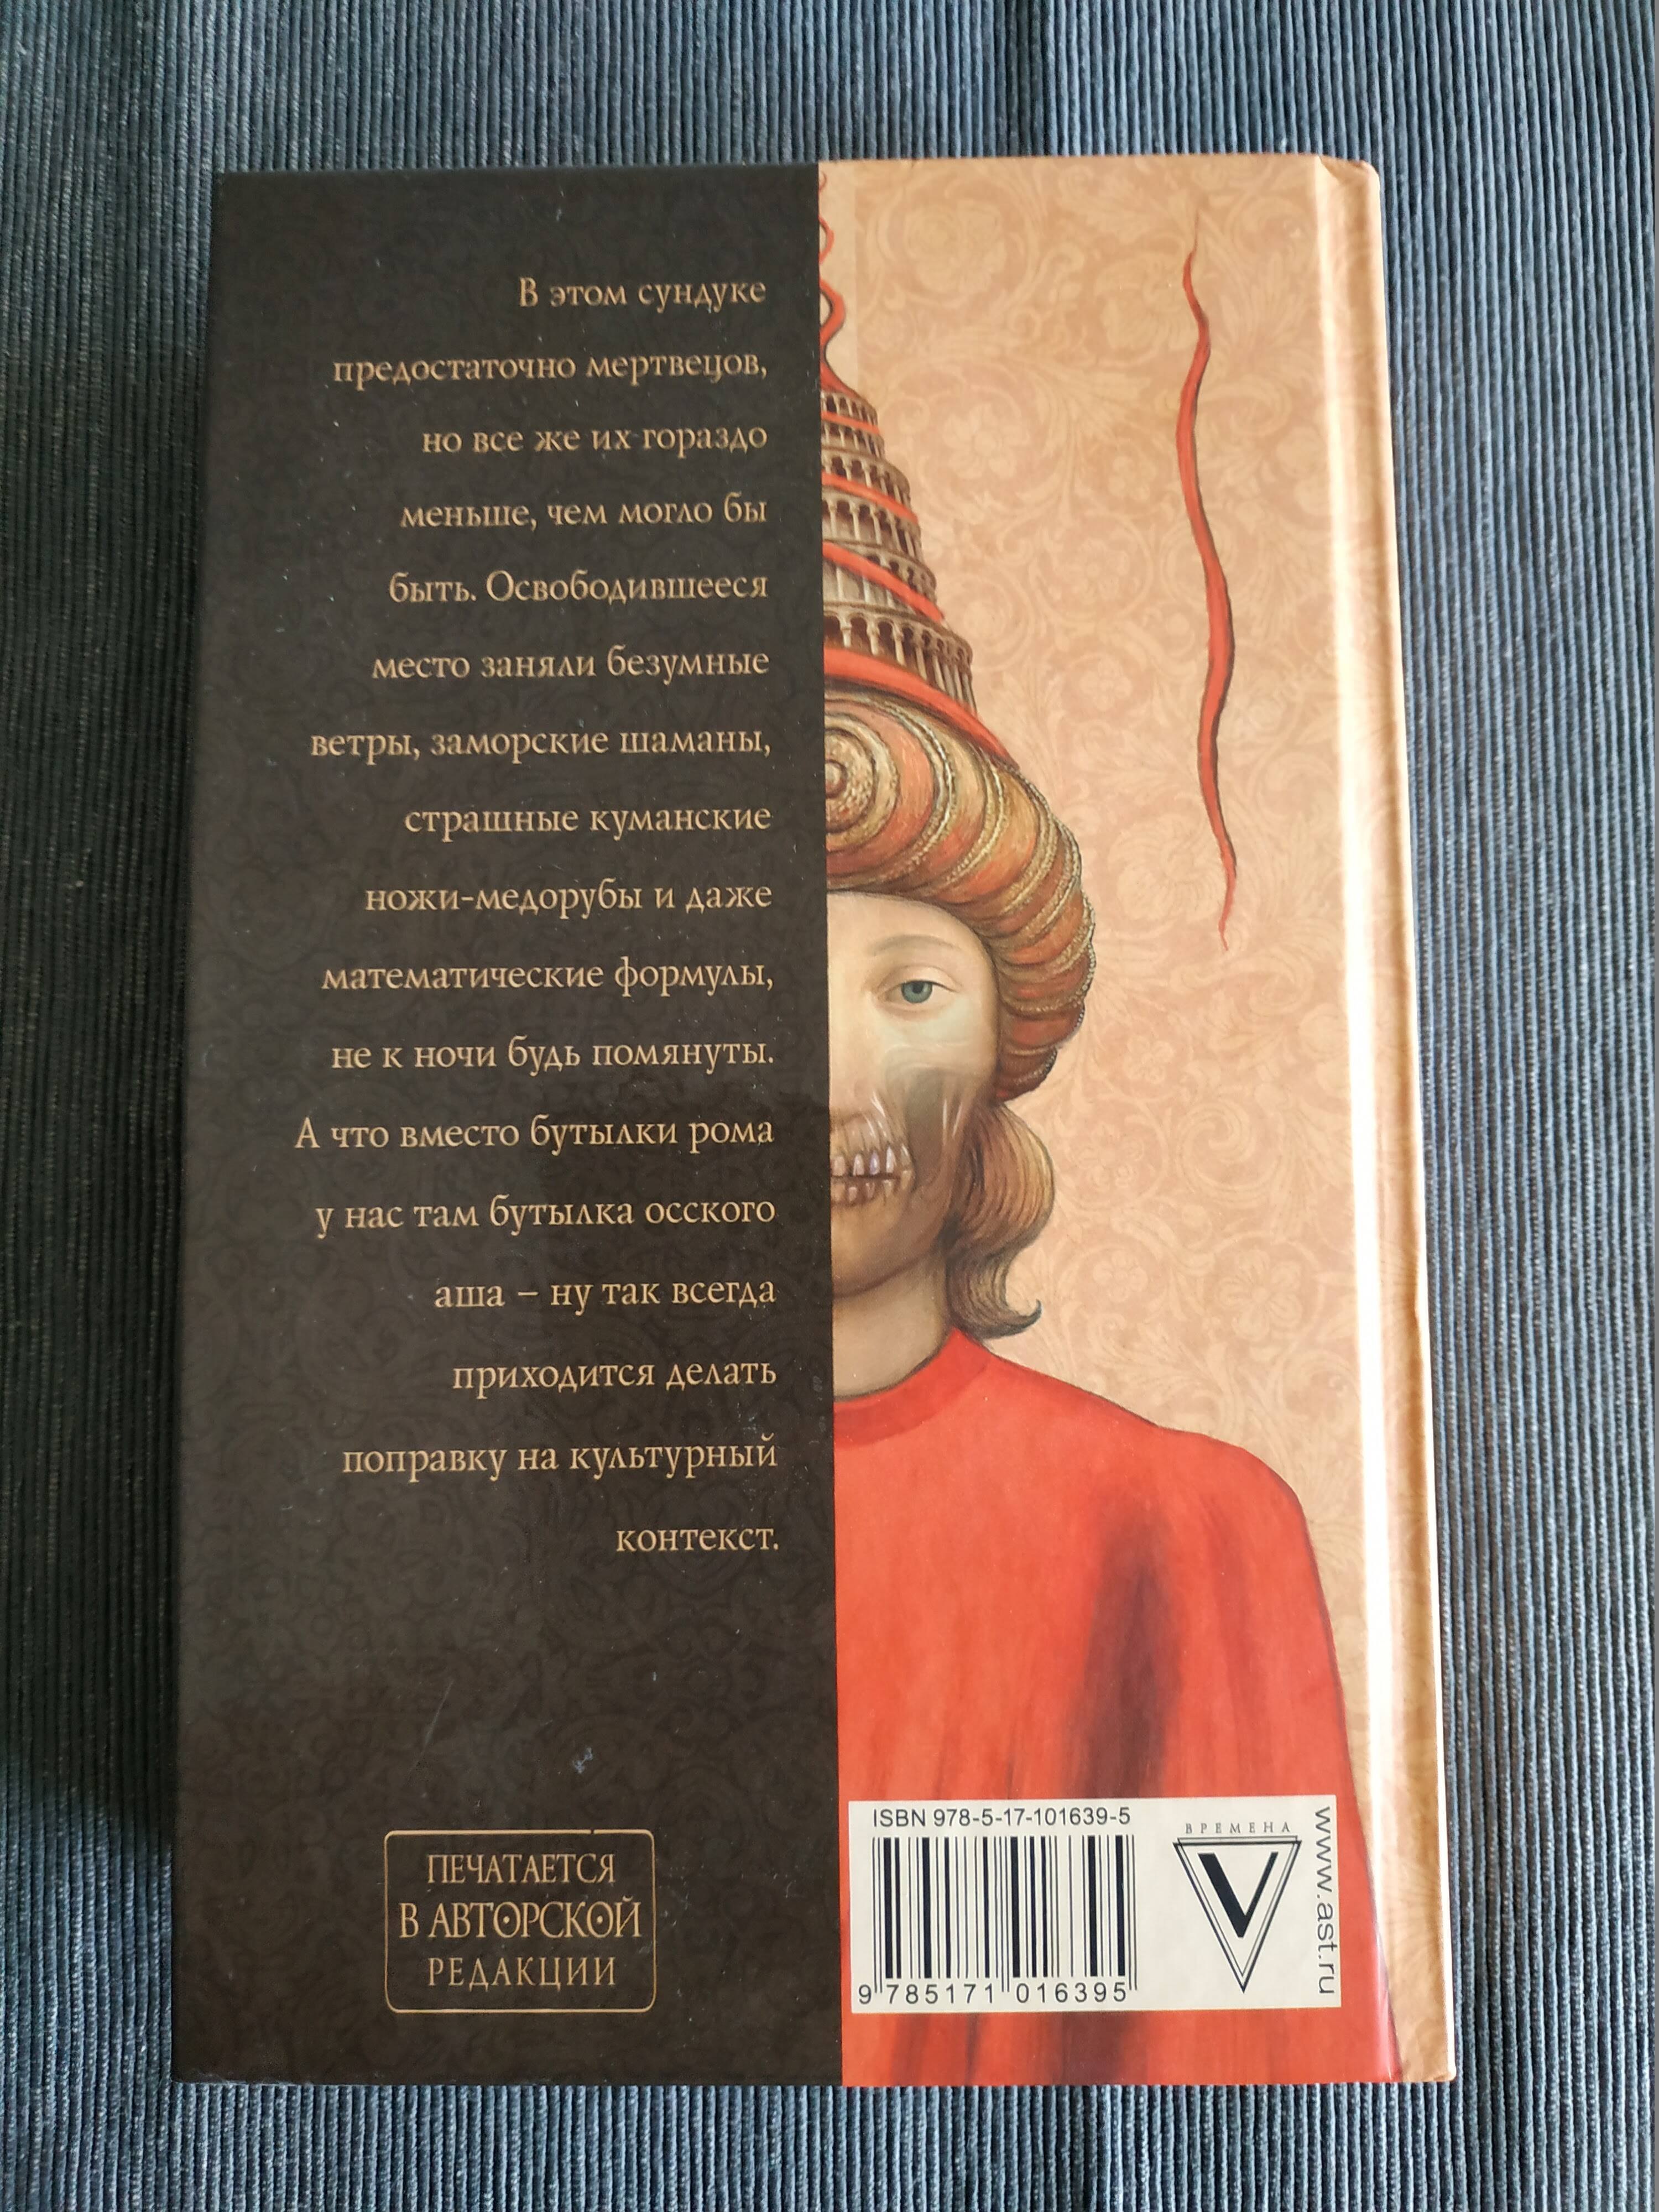 В этом сундуке
предостаточно мертвецов,
но все же их гораздо
меньше, чем могло бы
быть. Освободившееся
место заняли безумные
ветры, заморские шаманы,
страшные куманские
ножи-медорубы и даже
математические формулы,
не к ночи будь помянуты.
А что вместо бутылки рома
у нас там бутылка осского
аша – ну так всегда
приходится делать
поправку на культурный
контекст.
ПЕЧАТАЕТСЯ
В АВТОРСКОЙ
РЕДАКЦИИ
ISBN 978-5-17-101639-5
9 785171 016395
ВРЕМЕНА
V
www.ast.ru